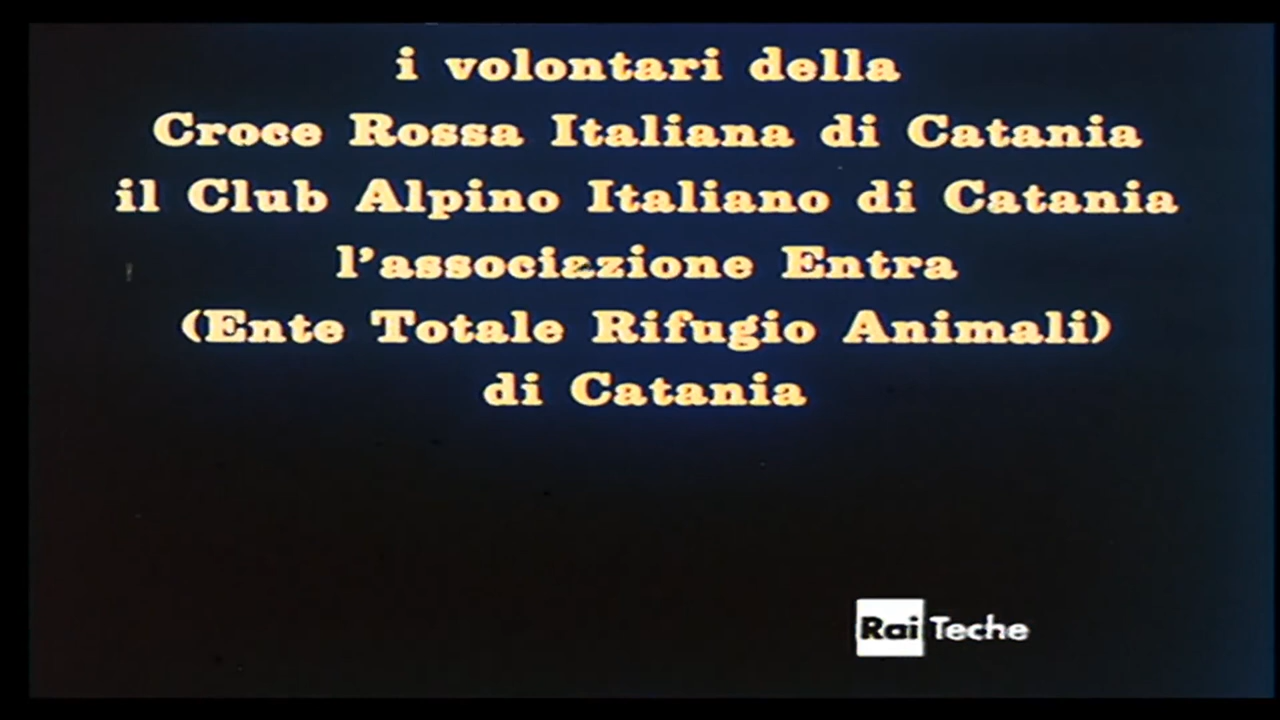 i volontari della
Croce Rossa Italiana di Catania
il Club Alpino Italiano di Catania
l'associazione Entra
(Ente Totale Rifugio Animali)
di Catania
Rai Teche